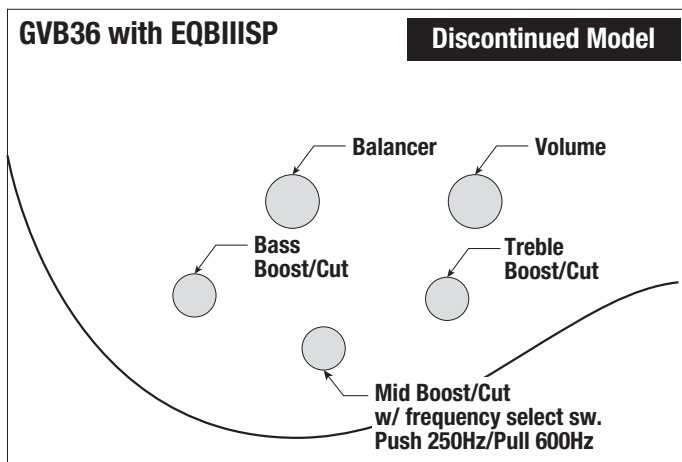 GVB36 with EQBIIISP
Discontinued Model
Balancer
Volume
Bass
Boost/Cut
Treble
Boost/Cut
Mid Boost/Cut
w/ frequency select sw.
Push 250Hz/Pull 600Hz